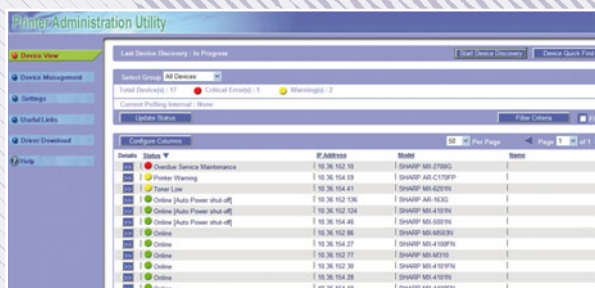 Printer Administration Utility
Device View
Device Management
Settings
Useful Links
Driver Download
Help
Last Device Discovery : In Progress
Start Device Discovery
Device Quick Find
Select Group All Devices
Total Device(s) : 17 Critical Error(s) : 1 Warning(s) : 2
Current Polling Interval : None
Update Status
Filter Criteria
Configure Columns
50 Per Page Page 1 of 1
Details Status IP Address Model Name
Overdue Service Maintenance 10.36.152.10 SHARP MX-2700G
Printer Warning 10.36.154.59 SHARP AR-C170FP
Toner Low 10.36.154.41 SHARP MX-6201N
Online [Auto Power shut-off] 10.36.152.136 SHARP AR-163G
Online [Auto Power shut-off] 10.36.152.124 SHARP MX-4101N
Online [Auto Power shut-off] 10.36.154.46 SHARP MX-5001N
Online 10.36.152.86 SHARP MX-M503N
Online 10.36.154.27 SHARP MX-4100FN
Online 10.36.152.77 SHARP MX-M310
Online 10.36.152.30 SHARP MX-4101FN
Online 10.36.154.28 SHARP MX-4101N
Online